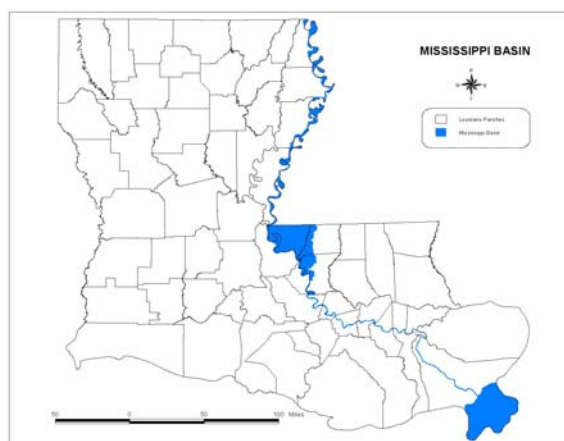 MISSISSIPPI BASIN
N
W E
S
Louisiana Parishes
Mississippi Basin
50 0 50 100 Miles